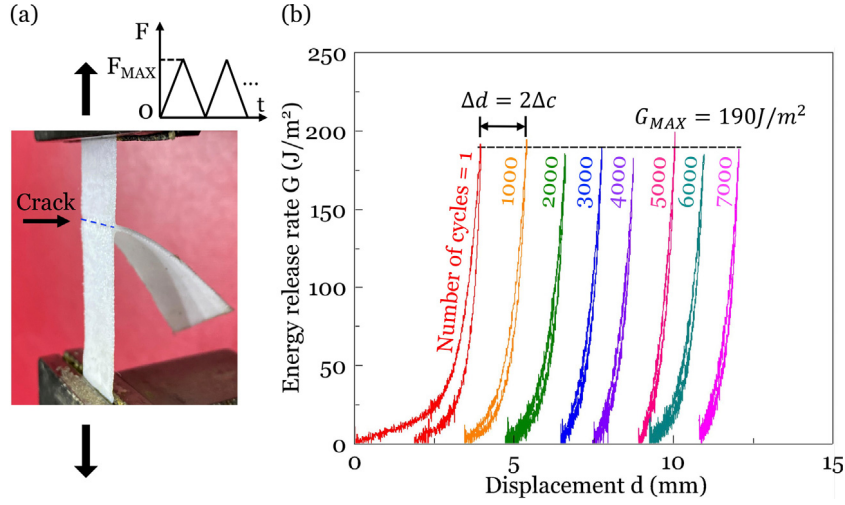 (a)
F
F_MAX
O
t
...
Crack
(b)
Energy release rate G (J/m²)
250
200
150
100
50
0
0
5
10
15
Displacement d (mm)
Δd = 2Δc
G_MAX = 190J/m²
Number of cycles = 1
1000
2000
3000
4000
5000
6000
7000